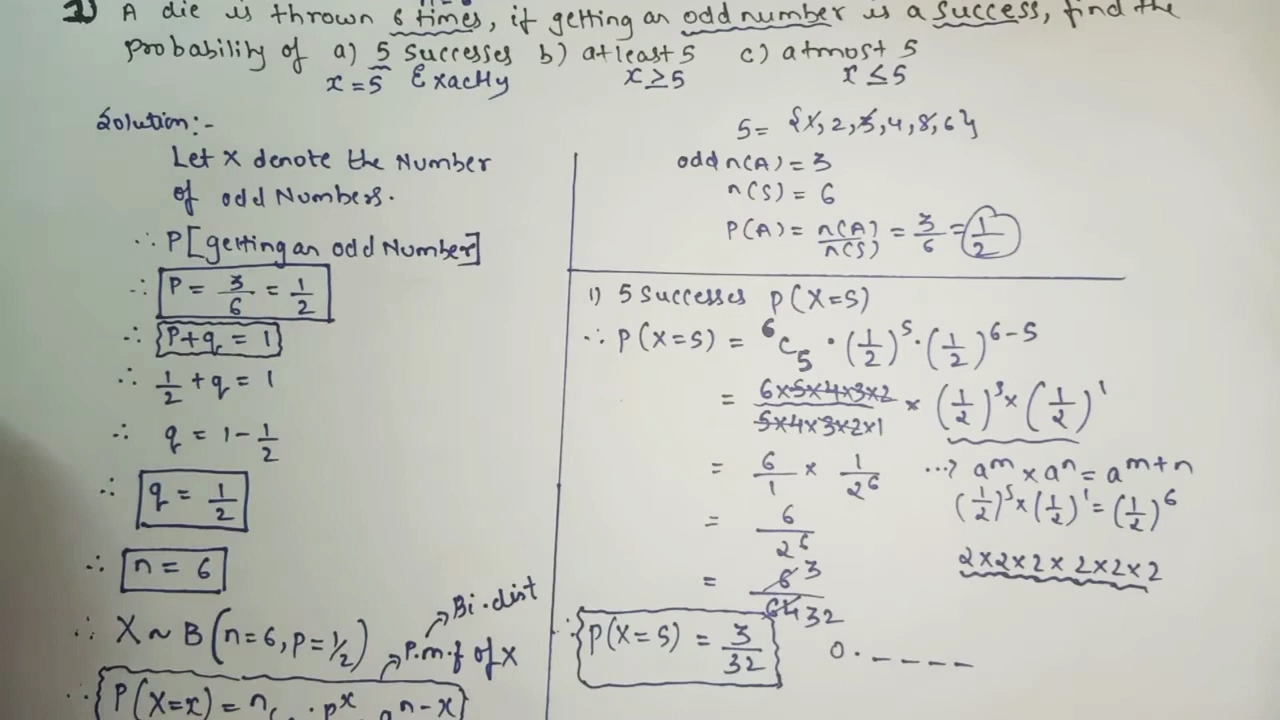 1) A die is thrown 6 times, if getting an odd number is a success, find the
probability of a) 5 successes b) atleast 5 c) atmost 5
x = 5 Exactly x ≥ 5 x ≤ 5
Solution:-
Let X denote the Number
of odd Numbers.
∴ P[getting an odd Number]
∴ P = 3/6 = 1/2
∴ P+q = 1
∴ 1/2 + q = 1
∴ q = 1 - 1/2
∴ q = 1/2
∴ n = 6
∴ X ~ B(n=6, P=1/2)
Bi.dist
P.m.f of X
∴ P(X=x) = nC . p^x q^n-x
S = {1, 2, 3, 4, 5, 6}
odd n(A) = 3
n(S) = 6
P(A) = n(A)/n(S) = 3/6 = 1/2
1) 5 Successes P(X=5)
∴ P(X=5) = 6C5 · (1/2)^5 · (1/2)^6-5
= 6×5×4×3×2/5×4×3×2×1 × (1/2)^5 × (1/2)^1
= 6/1 × 1/2^6 ...? a^m × a^n = a^m+n
(1/2)^5 × (1/2)^1 = (1/2)^6
= 6/2^6
2×2×2×2×2×2
= 6 3/64 32
∴ P(X=5) = 3/32 0.----